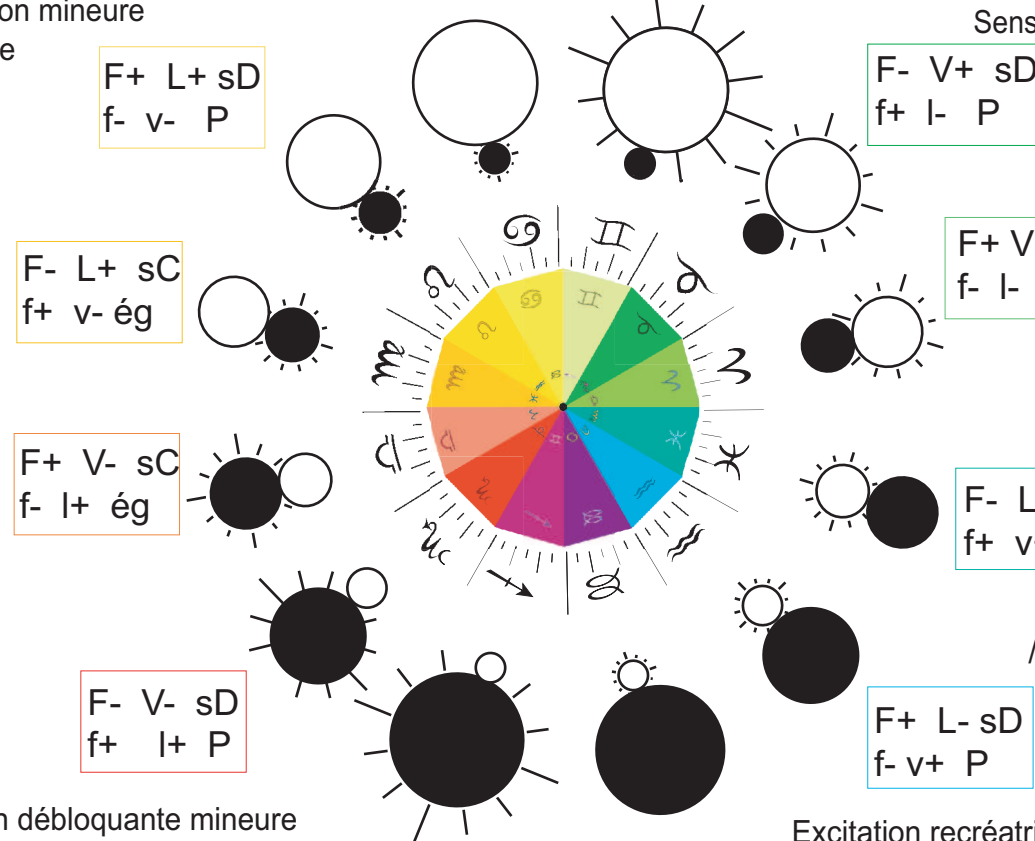 on mineure
e
Sens
F+ L+ sD
f- v- P
F- V+ sD
f+ l- P
F- L+ sC
f+ v- ég
F+ V
f- l-
F+ V- sC
f- l+ ég
F- L
f+ v
F- V- sD
f+ l+ P
F+ L- sD
f- v+ P
n débloquante mineure
Excitation recréatri
♋ ♊ ♉ ♈ ♓ ♒ ♑ ♐ ♏ ♎ ♍ ♌